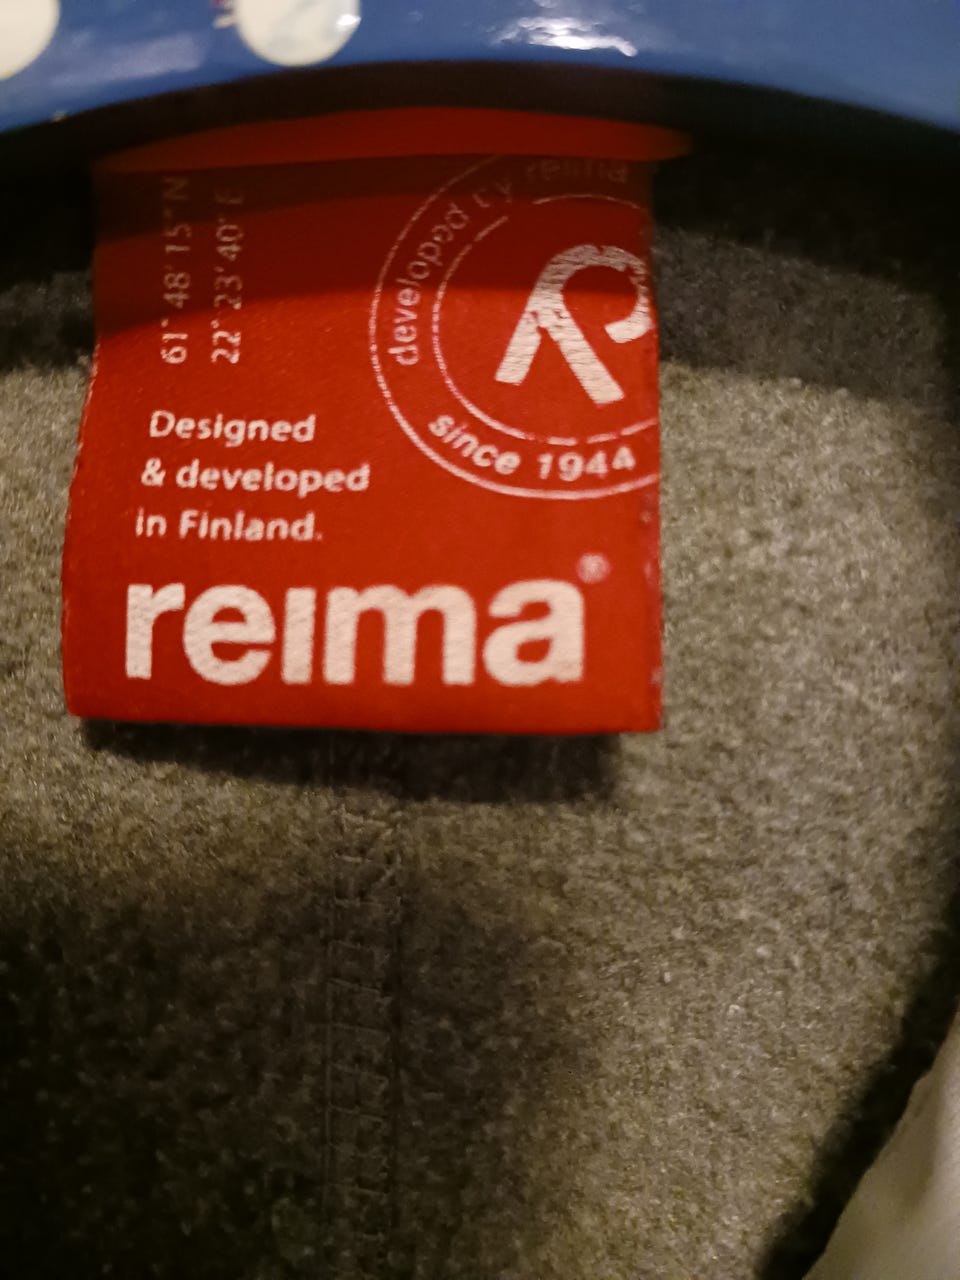 61° 48' 15" N
22° 23' 40" E
developed by reima
since 1944
Designed
& developed
in Finland.
reima®